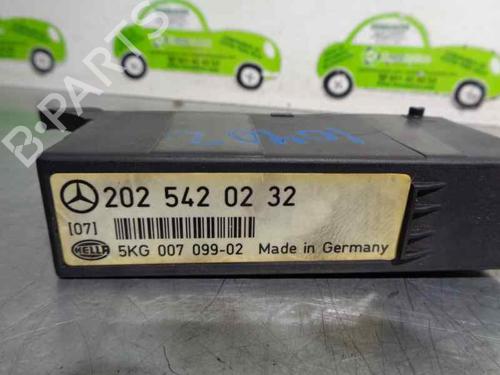 B-PARTS
202 542 02 32
[07]
HELLA
5KG 007 099-02 Made in Germany